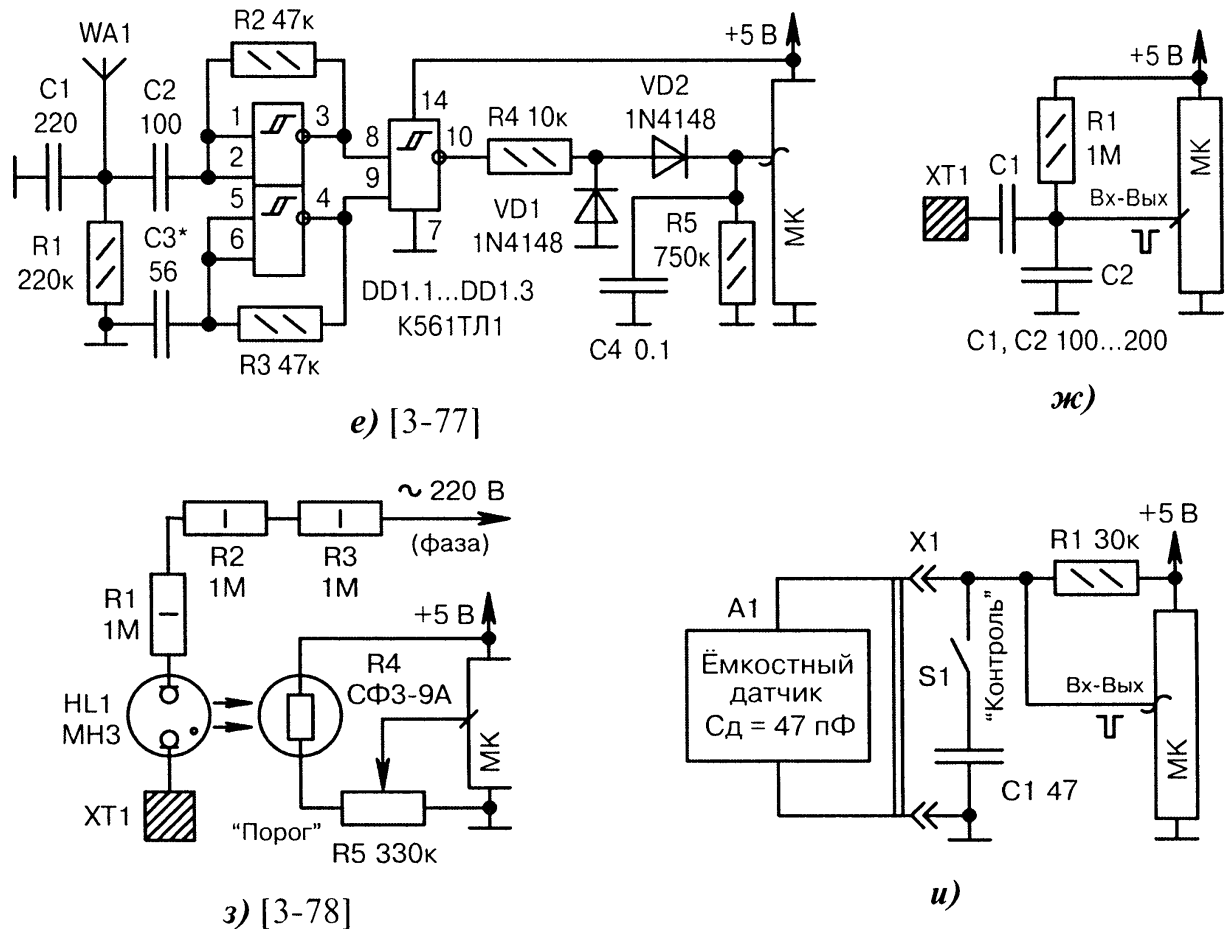 R2 47к
WA1
C1
220
C2
100
1
2
3
5
6
4
R1
220к
C3*
56
R3 47к
14
8
9
10
7
DD1.1...DD1.3
К561ТЛ1
R4 10к
VD1
1N4148
VD2
1N4148
C4 0.1
R5
750к
+5 В
МК
е) [3-77]
+5 В
R1
1М
МК
XT1
C1
Вх-Вых
C2
C1, C2 100...200
ж)
~ 220 В
(фаза)
R2
1М
R3
1М
R1
1М
HL1
МН3
XT1
+5 В
R4
СФ3-9А
МК
"Порог"
R5 330к
з) [3-78]
+5 В
X1
R1 30к
A1
Ёмкостный
датчик
Сд = 47 пФ
S1
"Контроль"
Вх-Вых
МК
C1 47
и)